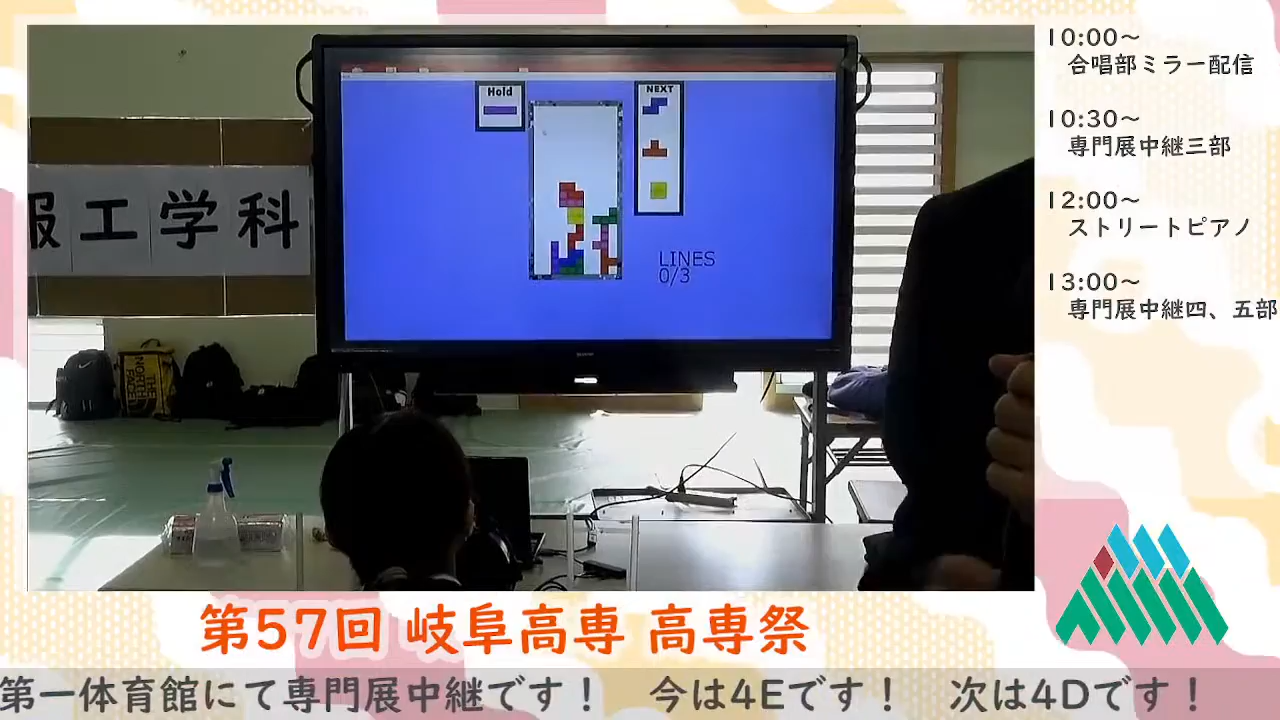 10:00～
合唱部ミラー配信
10:30～
専門展中継三部
12:00～
ストリートピアノ
13:00～
専門展中継四、五部
報工学科
Hold
NEXT
LINES
0/3
THE
NORTH
FACE
第57回 岐阜高専 高専祭
第一体育館にて専門展中継です！ 今は4Eです！ 次は4Dです！